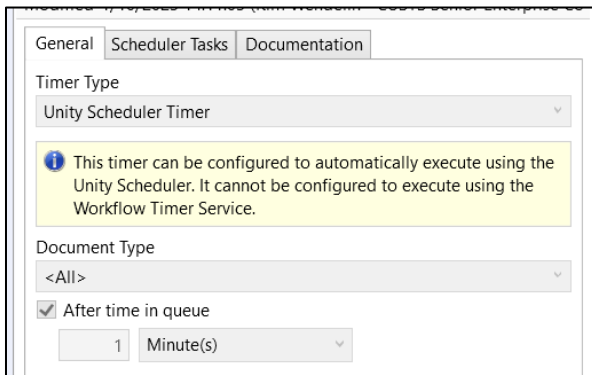 General Scheduler Tasks Documentation
Timer Type
Unity Scheduler Timer
This timer can be configured to automatically execute using the
Unity Scheduler. It cannot be configured to execute using the
Workflow Timer Service.
Document Type
<All>
After time in queue
1 Minute(s)